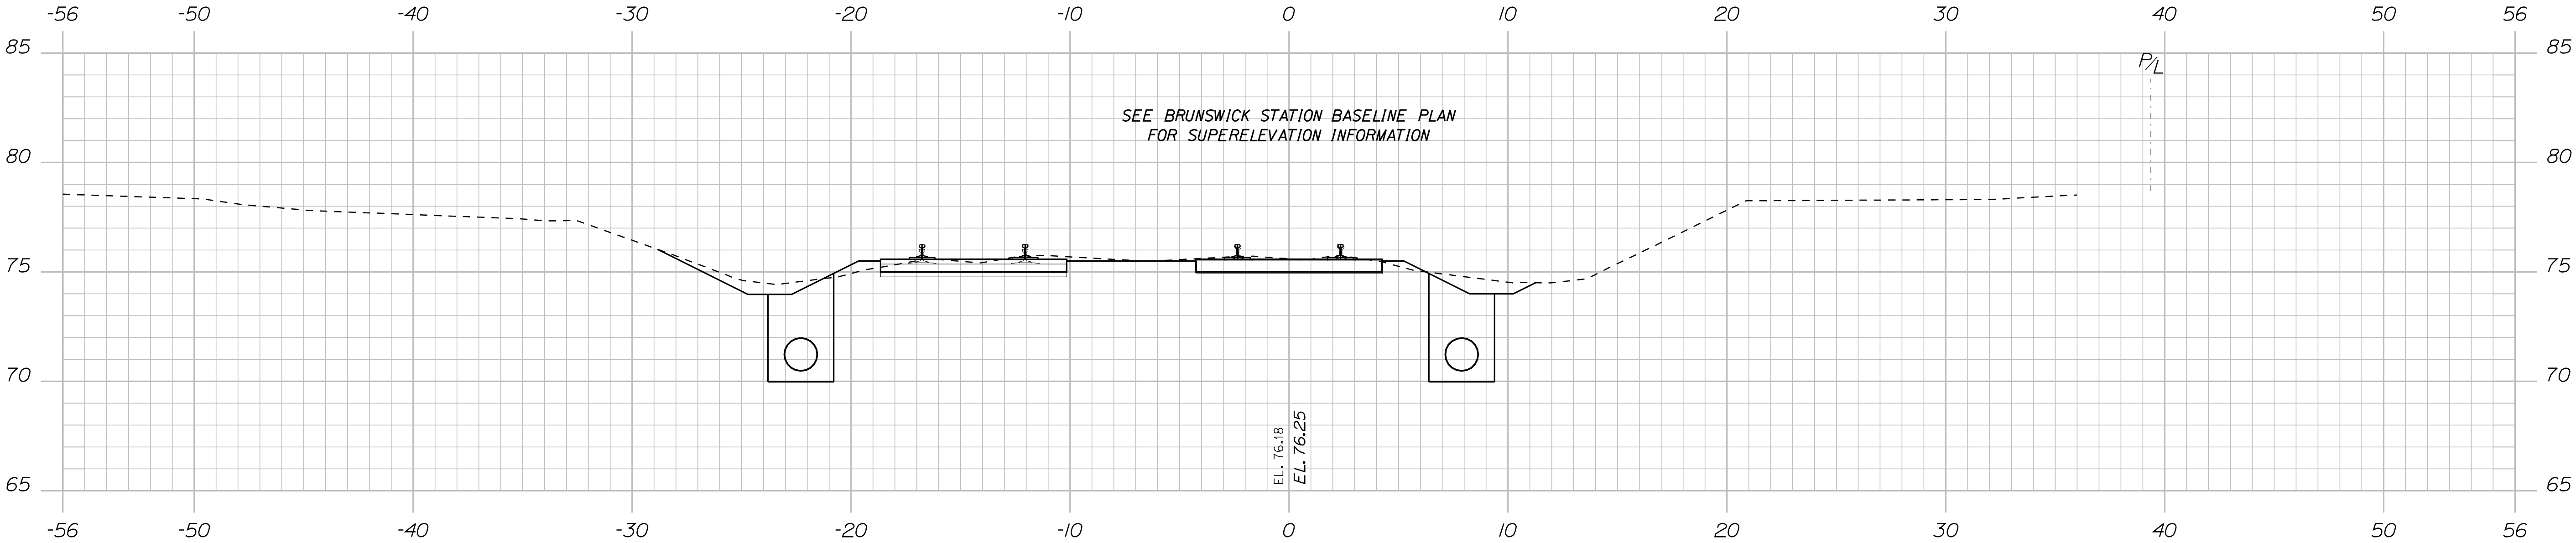 -56 -50 -40 -30 -20 -10 0 10 20 30 40 50 56
85 85
P/L
SEE BRUNSWICK STATION BASELINE PLAN
FOR SUPERELEVATION INFORMATION
80 80
75 75
70 70
EL. 76.18
EL. 76.25
65 65
-56 -50 -40 -30 -20 -10 0 10 20 30 40 50 56